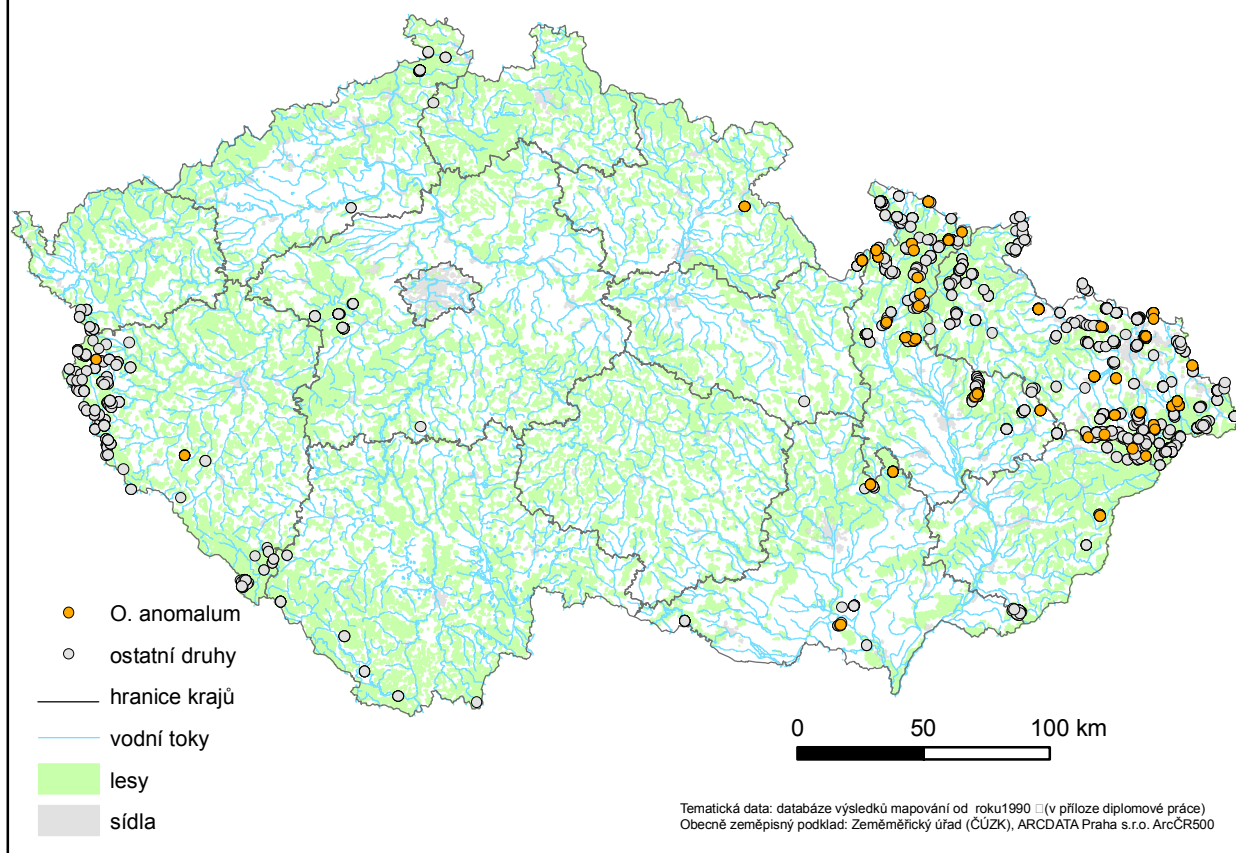 O. anomalum
ostatní druhy
hranice krajů
vodní toky
lesy
sídla
0 50 100 km
Tematická data: databáze výsledků mapování od roku1990 (v příloze diplomové práce)
Obecně zeměpisný podklad: Zeměměřický úřad (ČÚZK), ARCDATA Praha s.r.o. ArcČR500